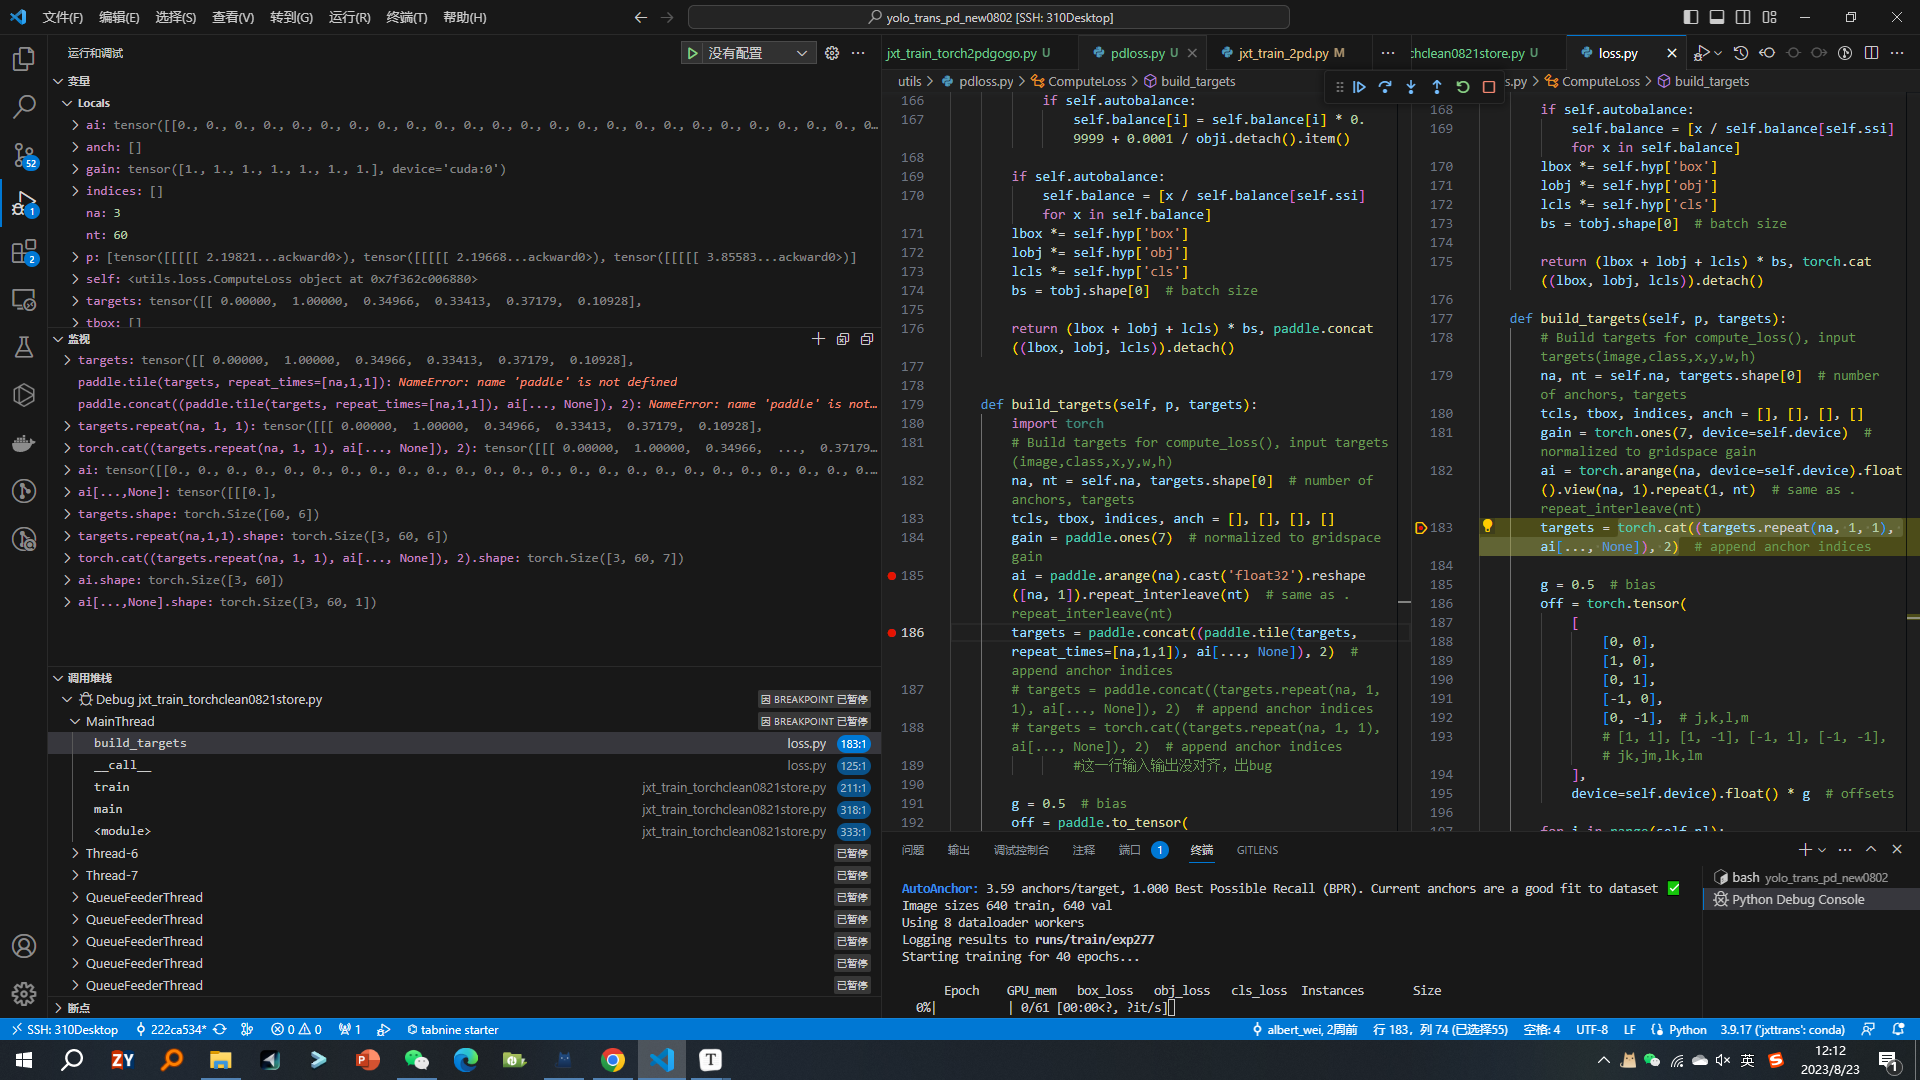 文件(F) 编辑(E) 选择(S) 查看(V) 转到(G) 运行(R) 终端(T) 帮助(H)
yolo_trans_pd_new0802 [SSH: 310Desktop]
运行和调试
没有配置
变量
Locals
ai: tensor([[0., 0., 0., 0., 0., 0., 0., 0., 0., 0., 0., 0., 0., 0., 0., 0., 0., 0., 0., 0., 0., 0., 0., 0., 0…
anch: []
gain: tensor([1., 1., 1., 1., 1., 1., 1.], device='cuda:0')
indices: []
na: 3
nt: 60
p: [tensor([[[[[ 2.19821...ackward0>), tensor([[[[[ 2.19668...ackward0>), tensor([[[[[ 3.85583...ackward0>)]
self: <utils.loss.ComputeLoss object at 0x7f362c006880>
targets: tensor([[ 0.00000,  1.00000,  0.34966,  0.33413,  0.37179,  0.10928],
tbox: []
监视
targets: tensor([[ 0.00000,  1.00000,  0.34966,  0.33413,  0.37179,  0.10928],
paddle.tile(targets, repeat_times=[na,1,1]): NameError: name 'paddle' is not defined
paddle.concat((paddle.tile(targets, repeat_times=[na,1,1]), ai[..., None]), 2): NameError: name 'paddle' is not…
targets.repeat(na, 1, 1): tensor([[[ 0.00000,  1.00000,  0.34966,  0.33413,  0.37179,  0.10928],
torch.cat((targets.repeat(na, 1, 1), ai[..., None]), 2): tensor([[[ 0.00000,  1.00000,  0.34966,  ...,  0.37179…
ai: tensor([[0., 0., 0., 0., 0., 0., 0., 0., 0., 0., 0., 0., 0., 0., 0., 0., 0., 0., 0., 0., 0., 0., 0., 0., 0.…
ai[...,None]: tensor([[[0.],
targets.shape: torch.Size([60, 6])
targets.repeat(na,1,1).shape: torch.Size([3, 60, 6])
torch.cat((targets.repeat(na, 1, 1), ai[..., None]), 2).shape: torch.Size([3, 60, 7])
ai.shape: torch.Size([3, 60])
ai[...,None].shape: torch.Size([3, 60, 1])
调用堆栈
Debug jxt_train_torchclean0821store.py 因 BREAKPOINT 已暂停
MainThread 因 BREAKPOINT 已暂停
build_targets loss.py 183:1
__call__ loss.py 125:1
train jxt_train_torchclean0821store.py 211:1
main jxt_train_torchclean0821store.py 318:1
<module> jxt_train_torchclean0821store.py 333:1
Thread-6 已暂停
Thread-7 已暂停
QueueFeederThread 已暂停
QueueFeederThread 已暂停
QueueFeederThread 已暂停
QueueFeederThread 已暂停
QueueFeederThread 已暂停
断点
52
1
2
jxt_train_torch2pdgogo.py U pdloss.py U jxt_train_2pd.py M
utils > pdloss.py > ComputeLoss > build_targets
166 if self.autobalance:
167 self.balance[i] = self.balance[i] * 0.
9999 + 0.0001 / obji.detach().item()
168
169 if self.autobalance:
170 self.balance = [x / self.balance[self.ssi]
for x in self.balance]
171 lbox *= self.hyp['box']
172 lobj *= self.hyp['obj']
173 lcls *= self.hyp['cls']
174 bs = tobj.shape[0]  # batch size
175
176 return (lbox + lobj + lcls) * bs, paddle.concat
((lbox, lobj, lcls)).detach()
177
178
179 def build_targets(self, p, targets):
180 import torch
181 # Build targets for compute_loss(), input targets
(image,class,x,y,w,h)
182 na, nt = self.na, targets.shape[0]  # number of
anchors, targets
183 tcls, tbox, indices, anch = [], [], [], []
184 gain = paddle.ones(7)  # normalized to gridspace
gain
185 ai = paddle.arange(na).cast('float32').reshape
([na, 1]).repeat_interleave(nt)  # same as .
repeat_interleave(nt)
186 targets = paddle.concat((paddle.tile(targets,
repeat_times=[na,1,1]), ai[..., None]), 2)  #
append anchor indices
187 # targets = paddle.concat((targets.repeat(na, 1,
1), ai[..., None]), 2)  # append anchor indices
188 # targets = torch.cat((targets.repeat(na, 1, 1),
ai[..., None]), 2)  # append anchor indices
189 #这一行输入输出没对齐，出bug
190
191 g = 0.5  # bias
192 off = paddle.to_tensor(
chclean0821store.py U loss.py
s.py > ComputeLoss > build_targets
168 if self.autobalance:
169 self.balance = [x / self.balance[self.ssi]
for x in self.balance]
170 lbox *= self.hyp['box']
171 lobj *= self.hyp['obj']
172 lcls *= self.hyp['cls']
173 bs = tobj.shape[0]  # batch size
174
175 return (lbox + lobj + lcls) * bs, torch.cat
((lbox, lobj, lcls)).detach()
176
177 def build_targets(self, p, targets):
178 # Build targets for compute_loss(), input
targets(image,class,x,y,w,h)
179 na, nt = self.na, targets.shape[0]  # number
of anchors, targets
180 tcls, tbox, indices, anch = [], [], [], []
181 gain = torch.ones(7, device=self.device)  #
normalized to gridspace gain
182 ai = torch.arange(na, device=self.device).float
().view(na, 1).repeat(1, nt)  # same as .
repeat_interleave(nt)
183 targets = torch.cat((targets.repeat(na, 1, 1),
ai[..., None]), 2)  # append anchor indices
184
185 g = 0.5  # bias
186 off = torch.tensor(
187 [
188 [0, 0],
189 [1, 0],
190 [0, 1],
191 [-1, 0],
192 [0, -1],  # j,k,l,m
193 # [1, 1], [1, -1], [-1, 1], [-1, -1],
# jk,jm,lk,lm
194 ],
195 device=self.device).float() * g  # offsets
196
197 for i in range(self.nl):
问题 输出 调试控制台 注释 端口 1 终端 GITLENS
AutoAnchor: 3.59 anchors/target, 1.000 Best Possible Recall (BPR). Current anchors are a good fit to dataset ✅
Image sizes 640 train, 640 val
Using 8 dataloader workers
Logging results to runs/train/exp277
Starting training for 40 epochs...
Epoch GPU_mem box_loss obj_loss cls_loss Instances Size
0%| | 0/61 [00:00<?, ?it/s]
bash yolo_trans_pd_new0802
Python Debug Console
SSH: 310Desktop 222ca534* 0 0 1 tabnine starter albert_wei, 2周前 行 183，列 74 (已选择55) 空格: 4 UTF-8 LF Python 3.9.17 ('jxttrans': conda)
ZY
T
英
12:12
2023/8/23
1